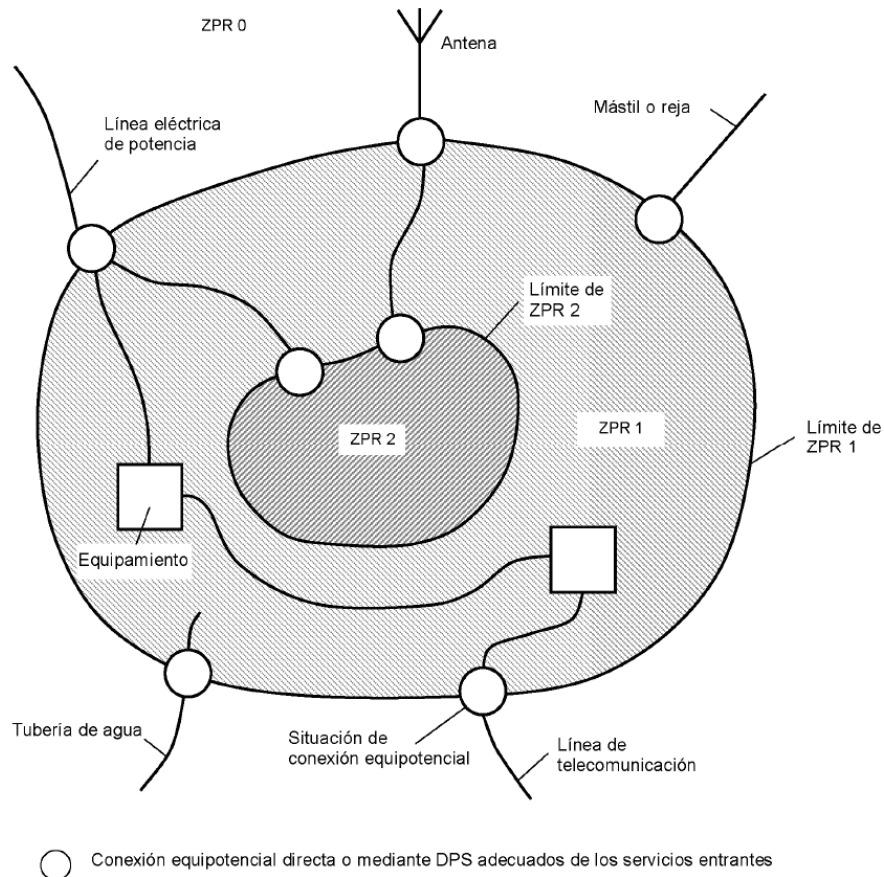 ZPR 0
Antena
Mástil o reja
Línea eléctrica
de potencia
Límite de
ZPR 2
ZPR 2
ZPR 1
Límite de
ZPR 1
Equipamiento
Tubería de agua
Situación de
conexión equipotencial
Línea de
telecomunicación
Conexión equipotencial directa o mediante DPS adecuados de los servicios entrantes